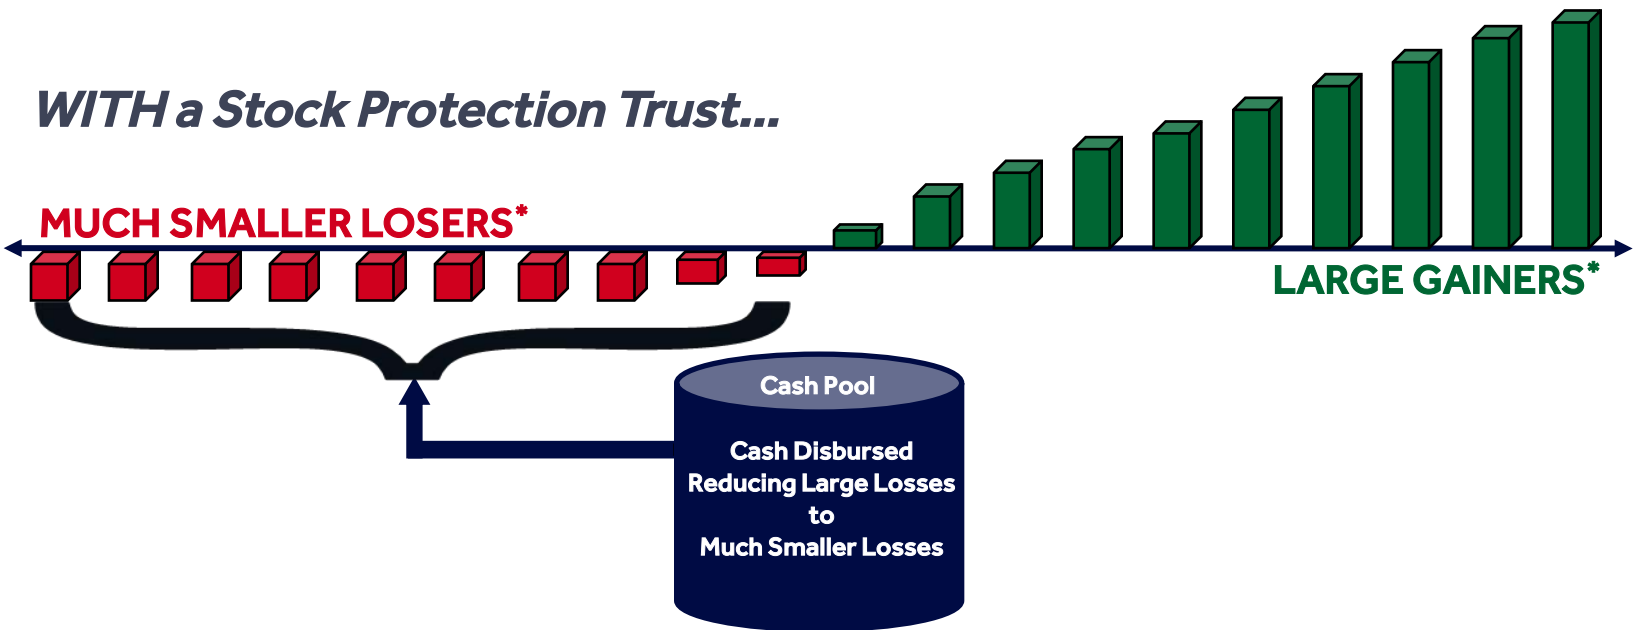 WITH a Stock Protection Trust...
MUCH SMALLER LOSERS*
LARGE GAINERS*
Cash Pool
Cash Disbursed
Reducing Large Losses
to
Much Smaller Losses